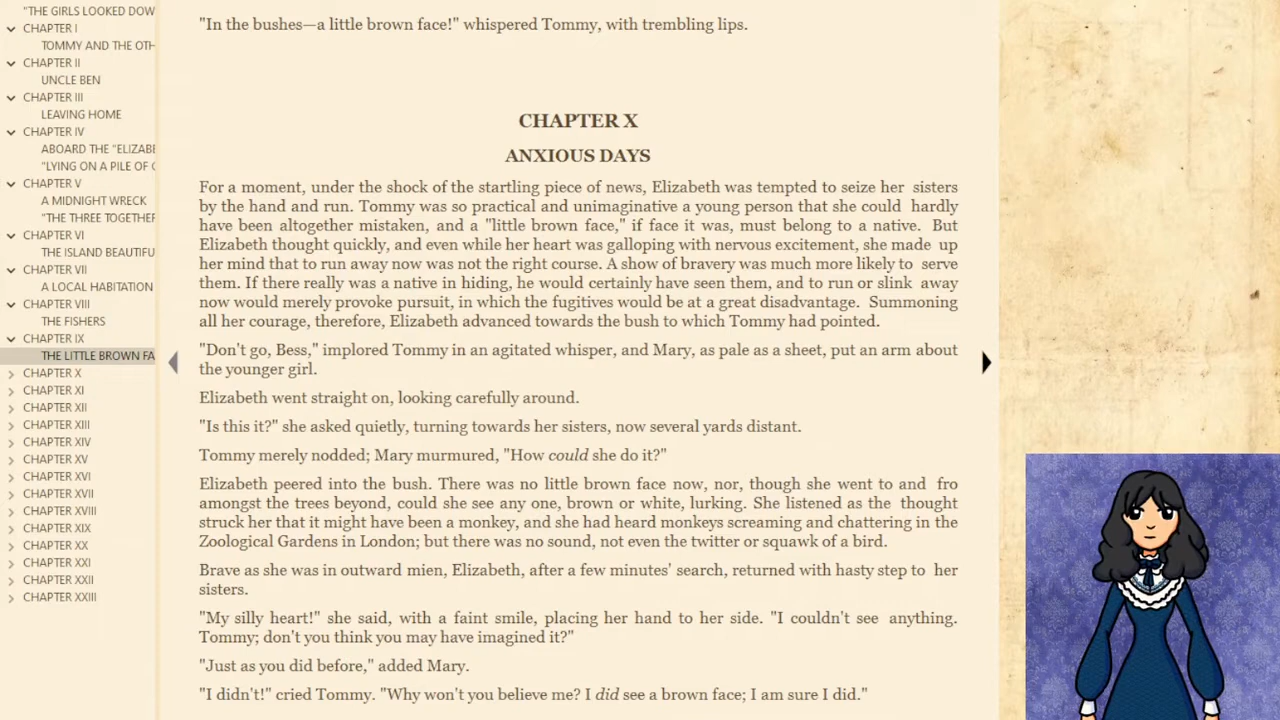 "THE GIRLS LOOKED DOW
CHAPTER I
TOMMY AND THE OTH
CHAPTER II
UNCLE BEN
CHAPTER III
LEAVING HOME
CHAPTER IV
ABOARD THE "ELIZABE
"LYING ON A PILE OF C
CHAPTER V
A MIDNIGHT WRECK
"THE THREE TOGETHER
CHAPTER VI
THE ISLAND BEAUTIFU
CHAPTER VII
A LOCAL HABITATION
CHAPTER VIII
THE FISHERS
CHAPTER IX
THE LITTLE BROWN FA
CHAPTER X
CHAPTER XI
CHAPTER XII
CHAPTER XIII
CHAPTER XIV
CHAPTER XV
CHAPTER XVI
CHAPTER XVII
CHAPTER XVIII
CHAPTER XIX
CHAPTER XX
CHAPTER XXI
CHAPTER XXII
CHAPTER XXIII
"In the bushes—a little brown face!" whispered Tommy, with trembling lips.
CHAPTER X
ANXIOUS DAYS
For a moment, under the shock of the startling piece of news, Elizabeth was tempted to seize her sisters
by the hand and run. Tommy was so practical and unimaginative a young person that she could hardly
have been altogether mistaken, and a "little brown face," if face it was, must belong to a native. But
Elizabeth thought quickly, and even while her heart was galloping with nervous excitement, she made up
her mind that to run away now was not the right course. A show of bravery was much more likely to serve
them. If there really was a native in hiding, he would certainly have seen them, and to run or slink away
now would merely provoke pursuit, in which the fugitives would be at a great disadvantage. Summoning
all her courage, therefore, Elizabeth advanced towards the bush to which Tommy had pointed.
"Don't go, Bess," implored Tommy in an agitated whisper, and Mary, as pale as a sheet, put an arm about
the younger girl.
Elizabeth went straight on, looking carefully around.
"Is this it?" she asked quietly, turning towards her sisters, now several yards distant.
Tommy merely nodded; Mary murmured, "How could she do it?"
Elizabeth peered into the bush. There was no little brown face now, nor, though she went to and fro
amongst the trees beyond, could she see any one, brown or white, lurking. She listened as the thought
struck her that it might have been a monkey, and she had heard monkeys screaming and chattering in the
Zoological Gardens in London; but there was no sound, not even the twitter or squawk of a bird.
Brave as she was in outward mien, Elizabeth, after a few minutes' search, returned with hasty step to her
sisters.
"My silly heart!" she said, with a faint smile, placing her hand to her side. "I couldn't see anything.
Tommy; don't you think you may have imagined it?"
"Just as you did before," added Mary.
"I didn't!" cried Tommy. "Why won't you believe me? I did see a brown face; I am sure I did."